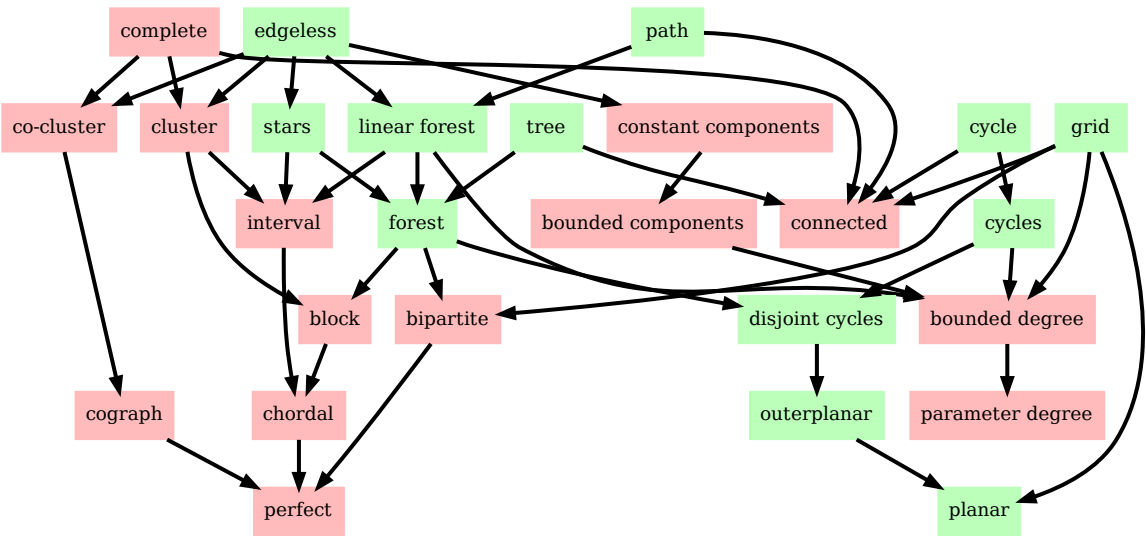 complete
edgeless
path
co-cluster
cluster
stars
linear forest
tree
constant components
cycle
grid
interval
forest
bounded components
connected
cycles
block
bipartite
disjoint cycles
bounded degree
cograph
chordal
outerplanar
parameter degree
perfect
planar